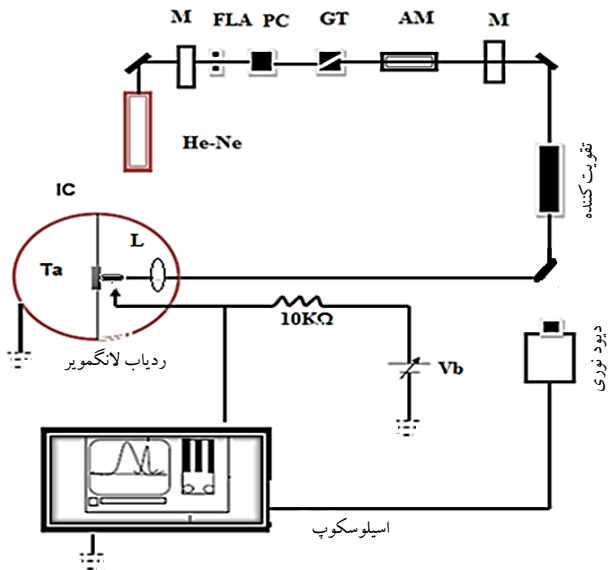 M FLA PC GT AM M
He-Ne
تقویت کننده
IC
L
Ta
10KΩ
ردیاب لانگمویر
Vb
دیود نوری
اسیلوسکوپ